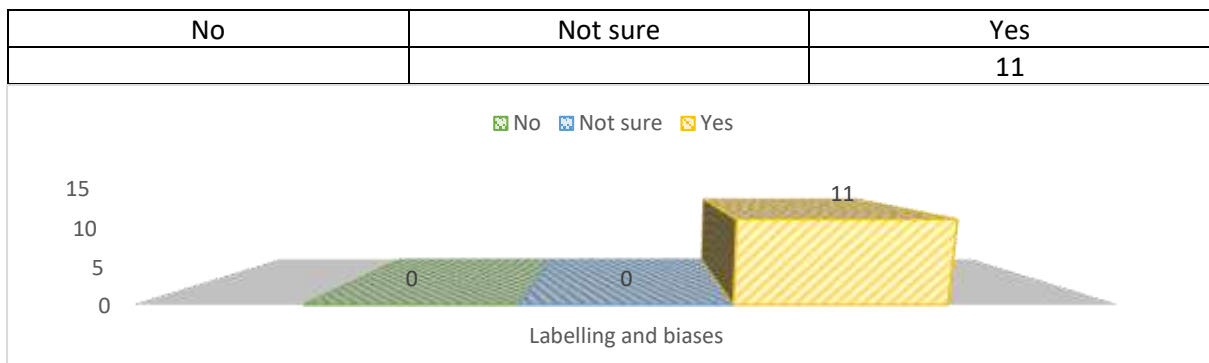 No Not sure Yes
11
No Not sure Yes
15
10
5
0
0
0
11
Labelling and biases